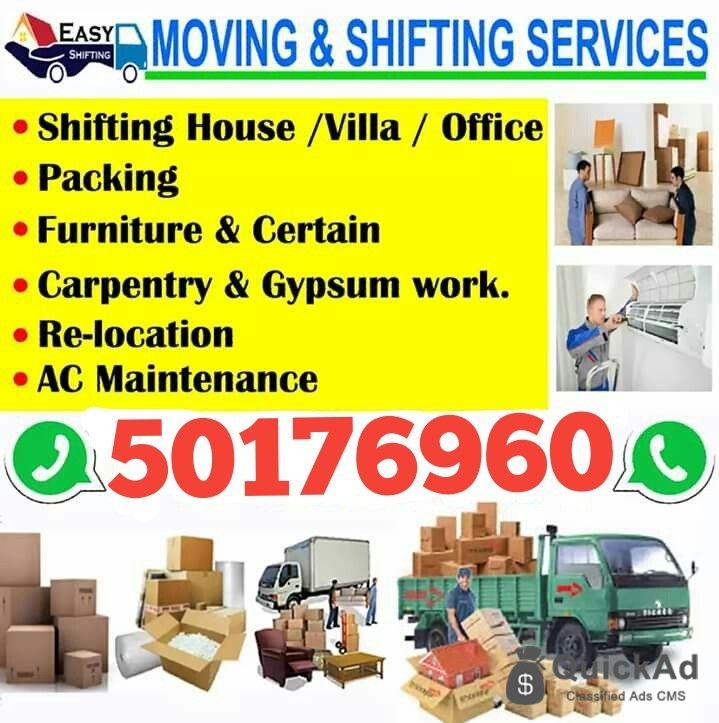 EASY
SHIFTING
MOVING & SHIFTING SERVICES
• Shifting House /Villa / Office
• Packing
• Furniture & Certain
• Carpentry & Gypsum work.
• Re-location
• AC Maintenance
50176960
QuickAd
Classified Ads CMS